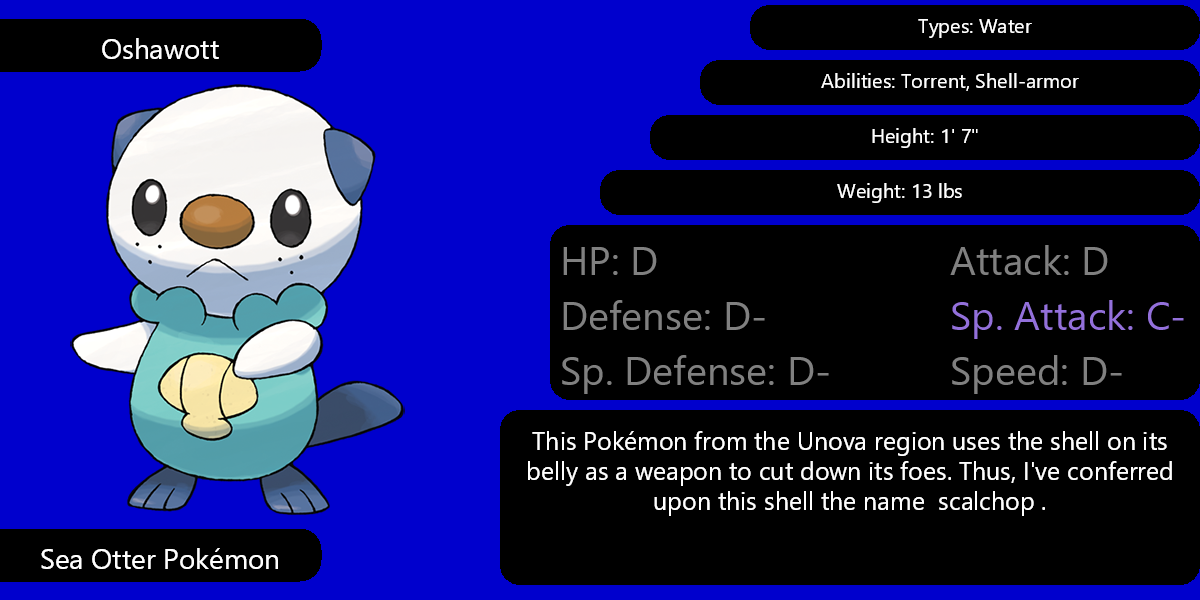 Oshawott
Types: Water
Abilities: Torrent, Shell-armor
Height: 1' 7"
Weight: 13 lbs
HP: D
Attack: D
Defense: D-
Sp. Attack: C-
Sp. Defense: D-
Speed: D-
This Pokémon from the Unova region uses the shell on its
belly as a weapon to cut down its foes. Thus, I've conferred
upon this shell the name  scalchop .
Sea Otter Pokémon